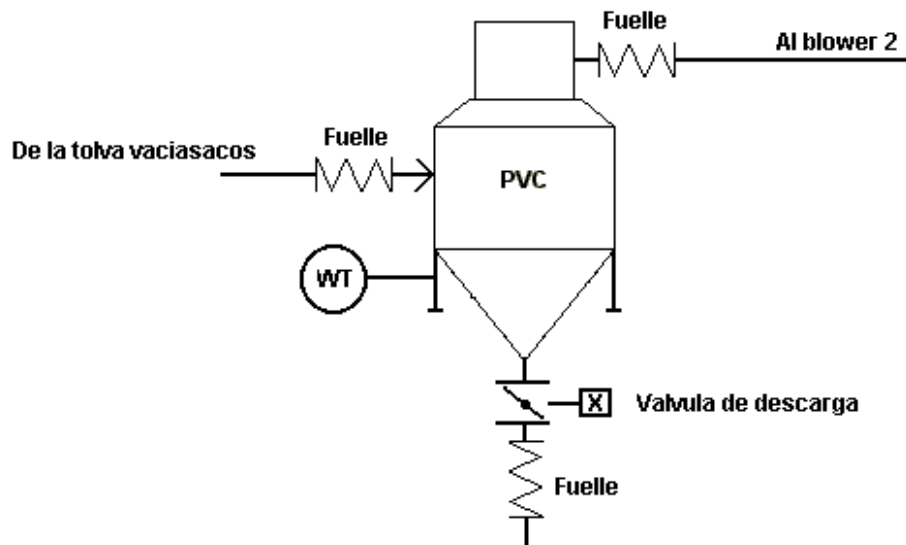 Fuelle
Al blower 2
Fuelle
De la tolva vaciasacos
PVC
WT
X
Valvula de descarga
Fuelle